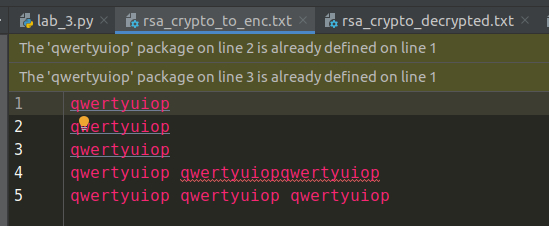 lab_3.py rsa_crypto_to_enc.txt rsa_crypto_decrypted.txt
The 'qwertyuiop' package on line 2 is already defined on line 1
The 'qwertyuiop' package on line 3 is already defined on line 1
1 qwertyuiop
2 qwertyuiop
3 qwertyuiop
4 qwertyuiop qwertyuiopqwertyuiop
5 qwertyuiop qwertyuiop qwertyuiop